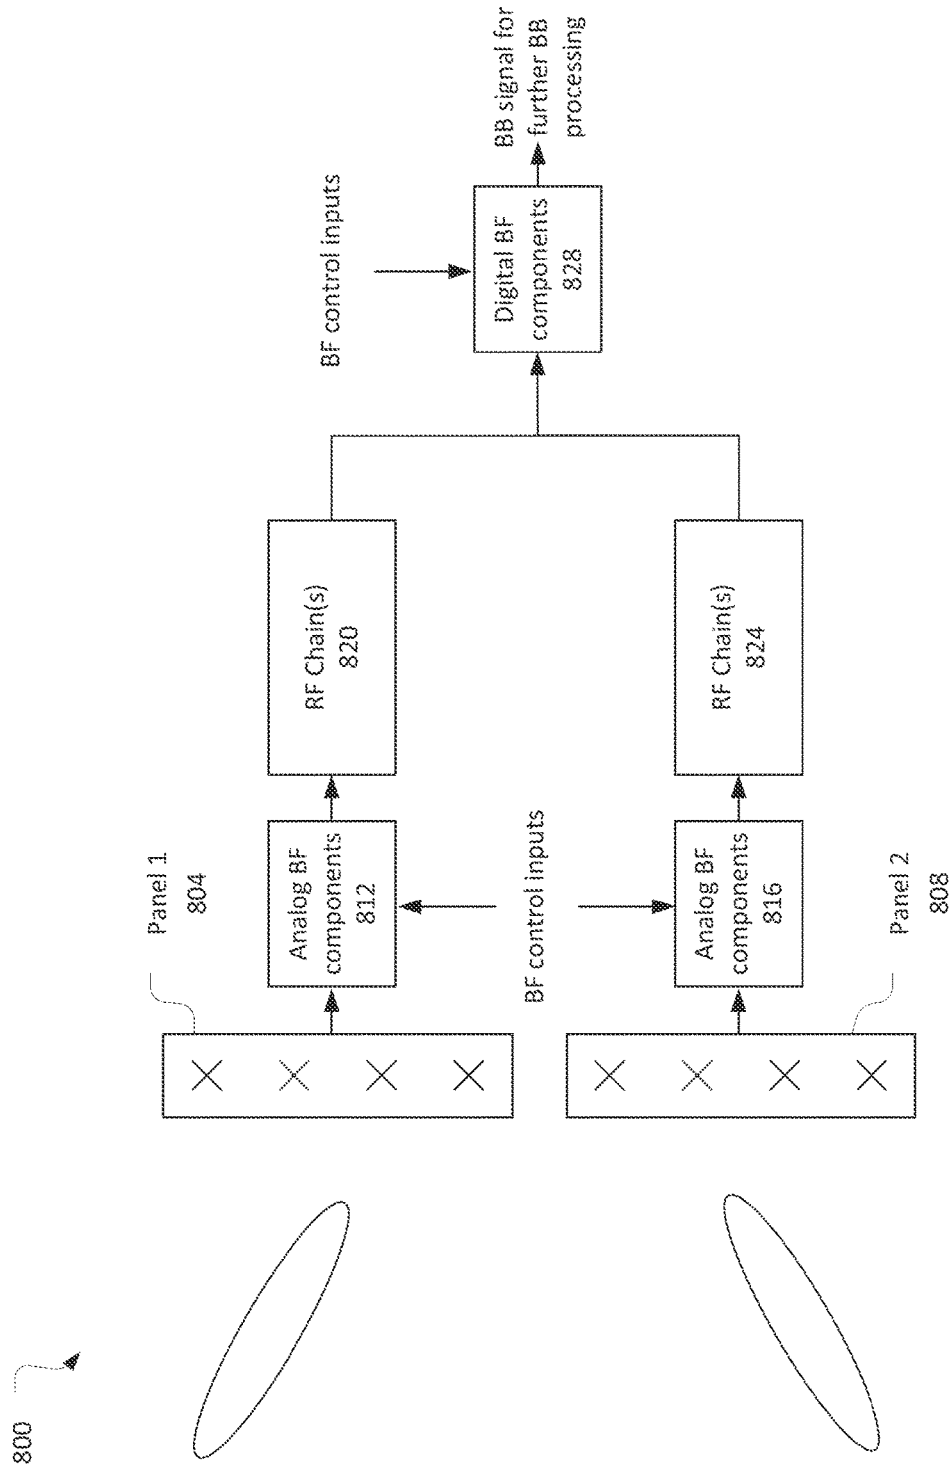 800
Panel 1
804
Analog BF
components
812
RF Chain(s)
820
BF control inputs
BF control inputs
Digital BF
components
828
BB signal for
further BB
processing
Analog BF
components
816
RF Chain(s)
824
Panel 2
808